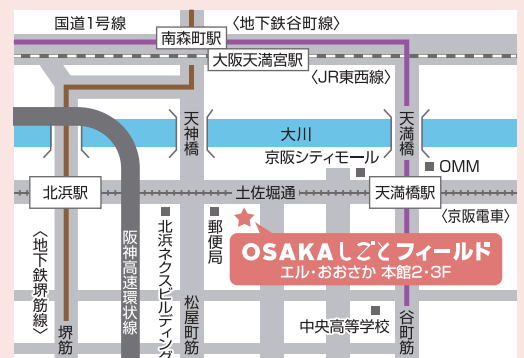 国道1号線
〈地下鉄谷町線〉
南森町駅
大阪天満宮駅
〈JR東西線〉
天神橋
大川
天満橋
京阪シティモール
OMM
北浜駅
土佐堀通
天満橋駅
〈京阪電車〉
〈地下鉄堺筋線〉
阪神高速環状線
北浜ネクスビルディング
郵便局
OSAKAしごとフィールド
エル・おおさか 本館2・3F
堺筋
松屋町筋
中央高等学校
谷町筋